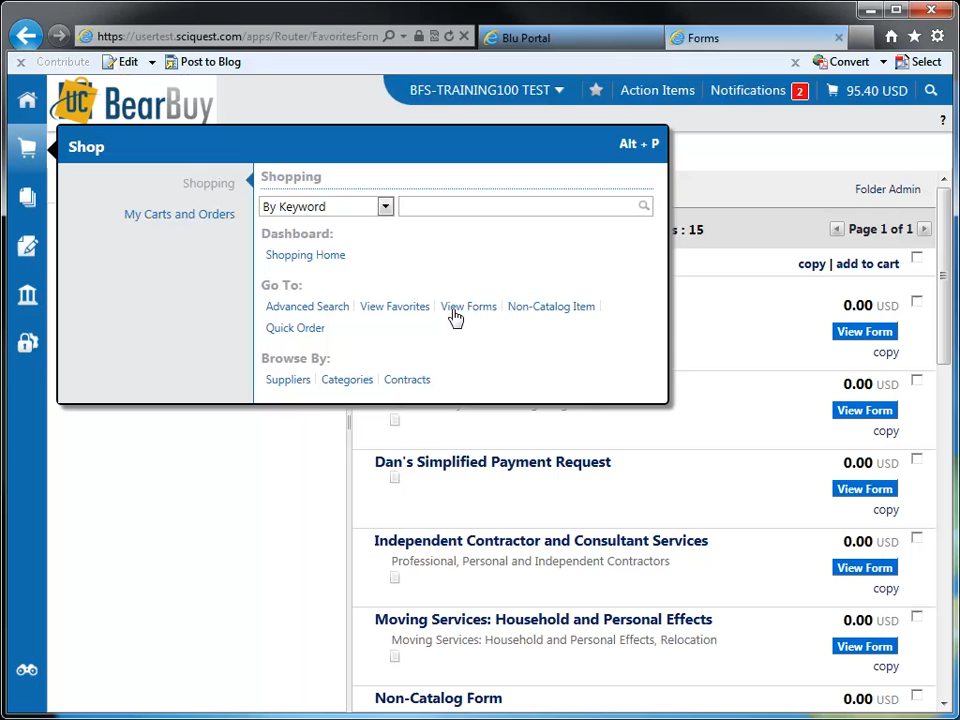 https://usertest.sciquest.com/apps/Router/FavoritesForn
Blu Portal
Forms
Contribute
Edit
Post to Blog
Convert
Select
UC BearBuy
BFS-TRAINING100 TEST
Action Items
Notifications 2
95.40 USD
?
Shop
Alt + P
Shopping
My Carts and Orders
Shopping
By Keyword
Dashboard:
Shopping Home
Go To:
Advanced Search
View Favorites
View Forms
Non-Catalog Item
Quick Order
Browse By:
Suppliers
Categories
Contracts
Folder Admin
s : 15
Page 1 of 1
copy | add to cart
0.00 USD
View Form
copy
0.00 USD
View Form
copy
Dan's Simplified Payment Request
0.00 USD
View Form
copy
Independent Contractor and Consultant Services
Professional, Personal and Independent Contractors
0.00 USD
View Form
copy
Moving Services: Household and Personal Effects
Moving Services: Household and Personal Effects, Relocation
0.00 USD
View Form
copy
Non-Catalog Form
0.00 USD